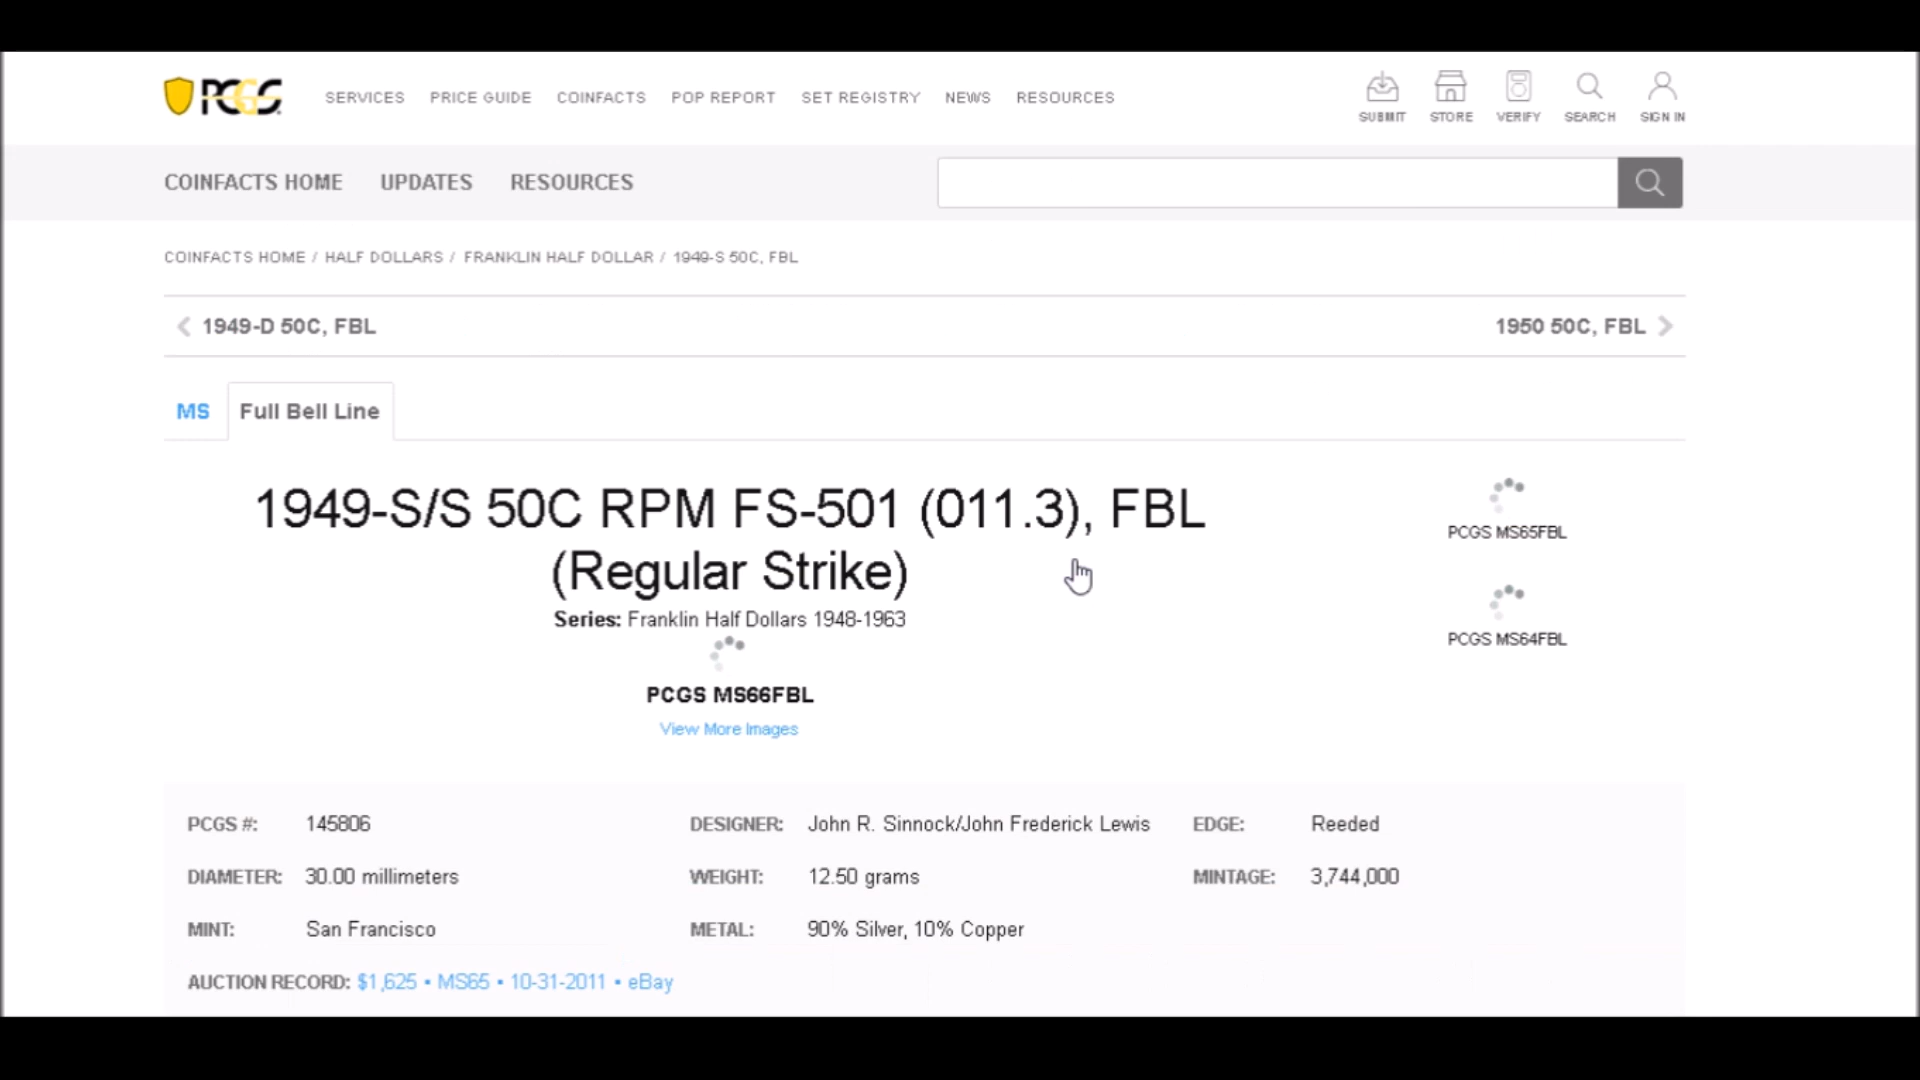 PCGS SERVICES PRICE GUIDE COINFACTS POP REPORT SET REGISTRY NEWS RESOURCES
SUBMIT STORE VERIFY SEARCH SIGN IN
COINFACTS HOME UPDATES RESOURCES
COINFACTS HOME / HALF DOLLARS / FRANKLIN HALF DOLLAR / 1949-S 50C, FBL
1949-D 50C, FBL 1950 50C, FBL
MS Full Bell Line
1949-S/S 50C RPM FS-501 (011.3), FBL
(Regular Strike)
Series: Franklin Half Dollars 1948-1963
PCGS MS66FBL
View More Images
PCGS MS65FBL
PCGS MS64FBL
PCGS #: 145806 DESIGNER: John R. Sinnock/John Frederick Lewis EDGE: Reeded
DIAMETER: 30.00 millimeters WEIGHT: 12.50 grams MINTAGE: 3,744,000
MINT: San Francisco METAL: 90% Silver, 10% Copper
AUCTION RECORD: $1,625 • MS65 • 10-31-2011 • eBay